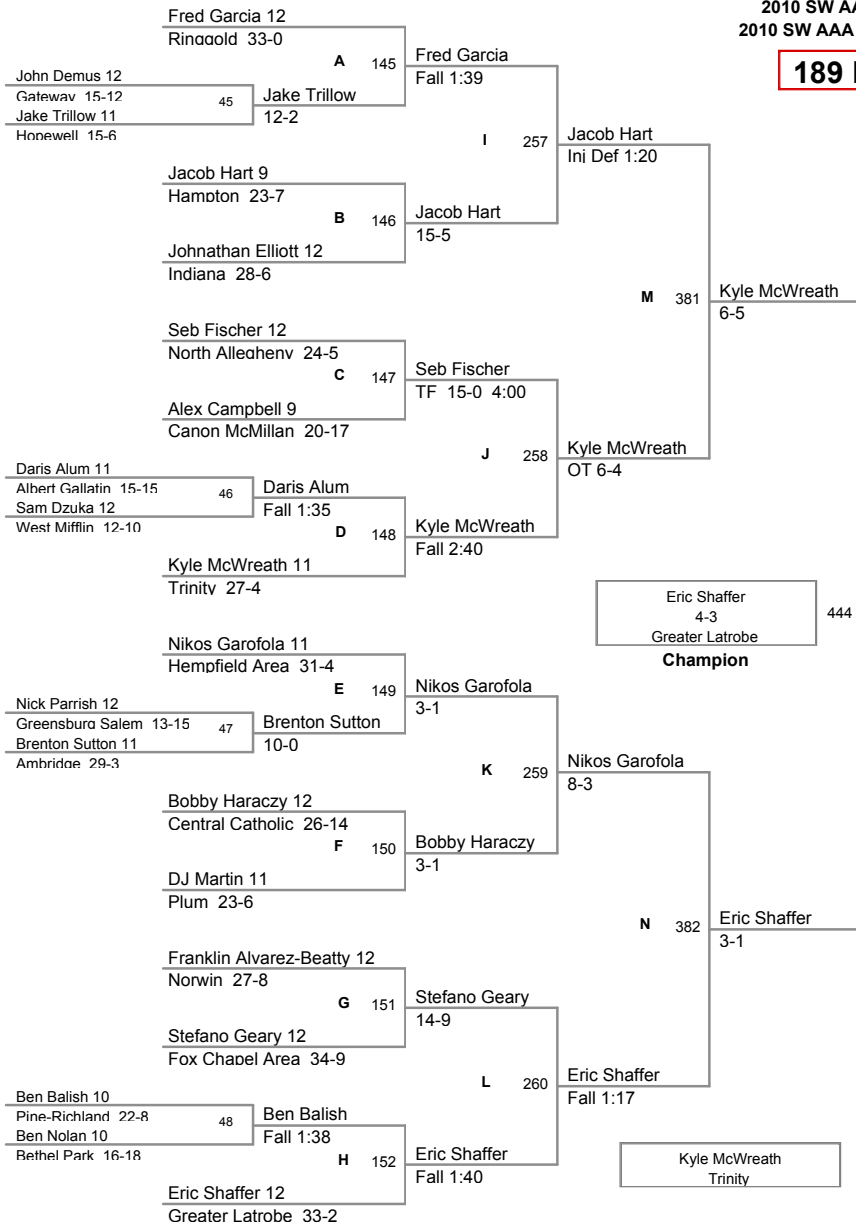 2010 SW AA
2010 SW AAA
189
Fred Garcia 12
Ringgold 33-0
A 145
Fred Garcia
Fall 1:39
John Demus 12
Gateway 15-12
45
Jake Trillow 11
Hopewell 15-6
Jake Trillow
12-2
I 257
Jacob Hart
Inj Def 1:20
Jacob Hart 9
Hampton 23-7
B 146
Jacob Hart
15-5
Johnathan Elliott 12
Indiana 28-6
M 381
Kyle McWreath
6-5
Seb Fischer 12
North Allegheny 24-5
C 147
Seb Fischer
TF 15-0 4:00
Alex Campbell 9
Canon McMillan 20-17
J 258
Kyle McWreath
OT 6-4
Daris Alum 11
Albert Gallatin 15-15
46
Sam Dzuka 12
West Mifflin 12-10
Daris Alum
Fall 1:35
D 148
Kyle McWreath
Fall 2:40
Kyle McWreath 11
Trinity 27-4
Eric Shaffer
4-3
Greater Latrobe
444
Champion
Nikos Garofola 11
Hempfield Area 31-4
E 149
Nikos Garofola
3-1
Nick Parrish 12
Greensburg Salem 13-15
47
Brenton Sutton 11
Ambridge 29-3
Brenton Sutton
10-0
K 259
Nikos Garofola
8-3
Bobby Haraczy 12
Central Catholic 26-14
F 150
Bobby Haraczy
3-1
DJ Martin 11
Plum 23-6
N 382
Eric Shaffer
3-1
Franklin Alvarez-Beatty 12
Norwin 27-8
G 151
Stefano Geary
14-9
Stefano Geary 12
Fox Chapel Area 34-9
L 260
Eric Shaffer
Fall 1:17
Ben Balish 10
Pine-Richland 22-8
48
Ben Nolan 10
Bethel Park 16-18
Ben Balish
Fall 1:38
H 152
Eric Shaffer
Fall 1:40
Eric Shaffer 12
Greater Latrobe 33-2
Kyle McWreath
Trinity